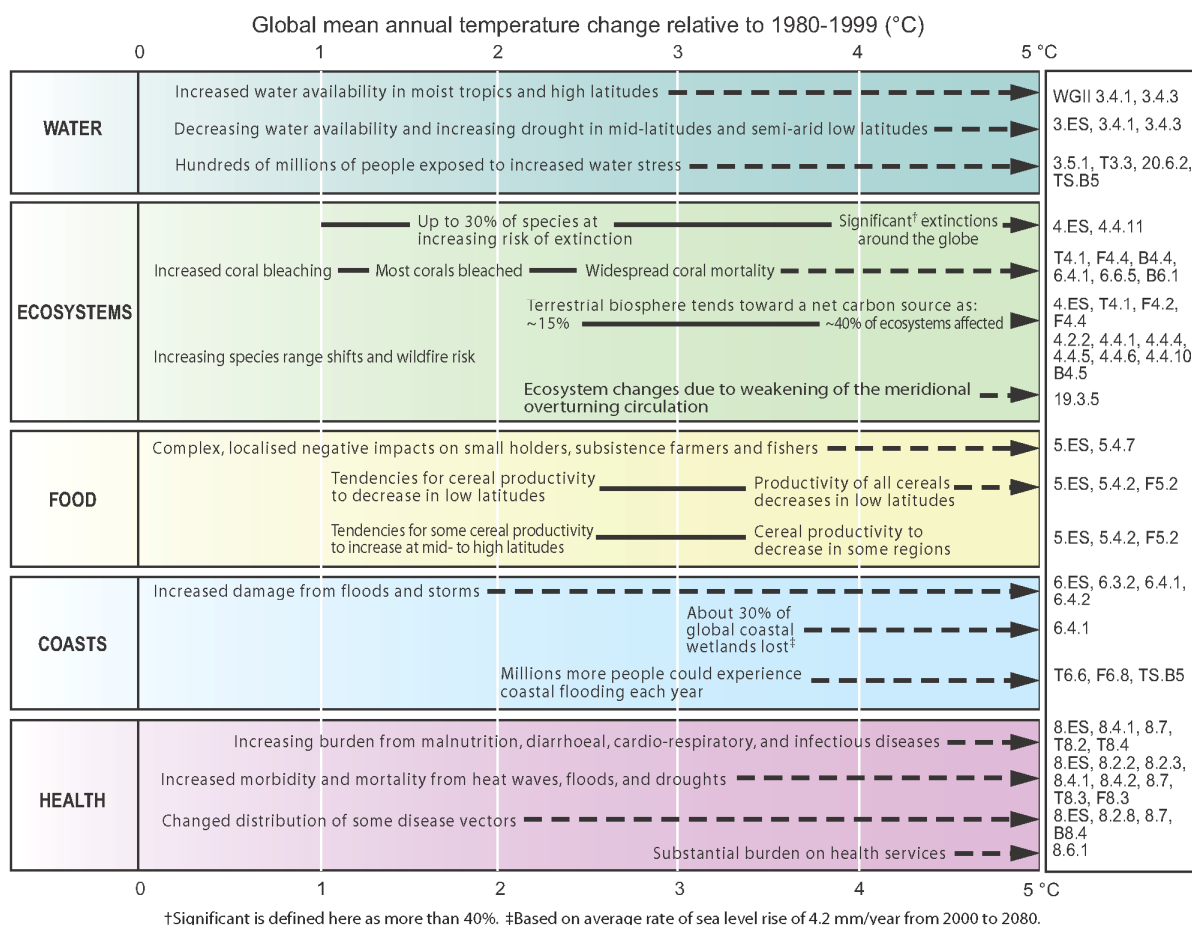 Global mean annual temperature change relative to 1980-1999 (°C)
0 1 2 3 4 5 °C
WATER
Increased water availability in moist tropics and high latitudes
WGII 3.4.1, 3.4.3
Decreasing water availability and increasing drought in mid-latitudes and semi-arid low latitudes
3.ES, 3.4.1, 3.4.3
Hundreds of millions of people exposed to increased water stress
3.5.1, T3.3, 20.6.2,
TS.B5
ECOSYSTEMS
Up to 30% of species at
increasing risk of extinction
Significant† extinctions
around the globe
4.ES, 4.4.11
Increased coral bleaching
Most corals bleached
Widespread coral mortality
T4.1, F4.4, B4.4,
6.4.1, 6.6.5, B6.1
Terrestrial biosphere tends toward a net carbon source as:
~15%
~40% of ecosystems affected
4.ES, T4.1, F4.2,
F4.4
Increasing species range shifts and wildfire risk
4.2.2, 4.4.1, 4.4.4,
4.4.5, 4.4.6, 4.4.10,
B4.5
Ecosystem changes due to weakening of the meridional
overturning circulation
19.3.5
FOOD
Complex, localised negative impacts on small holders, subsistence farmers and fishers
5.ES, 5.4.7
Tendencies for cereal productivity
to decrease in low latitudes
Productivity of all cereals
decreases in low latitudes
5.ES, 5.4.2, F5.2
Tendencies for some cereal productivity
to increase at mid- to high latitudes
Cereal productivity to
decrease in some regions
5.ES, 5.4.2, F5.2
COASTS
Increased damage from floods and storms
6.ES, 6.3.2, 6.4.1,
6.4.2
About 30% of
global coastal
wetlands lost‡
6.4.1
Millions more people could experience
coastal flooding each year
T6.6, F6.8, TS.B5
HEALTH
Increasing burden from malnutrition, diarrhoeal, cardio-respiratory, and infectious diseases
8.ES, 8.4.1, 8.7,
T8.2, T8.4
Increased morbidity and mortality from heat waves, floods, and droughts
8.ES, 8.2.2, 8.2.3,
8.4.1, 8.4.2, 8.7,
T8.3, F8.3
Changed distribution of some disease vectors
8.ES, 8.2.8, 8.7,
B8.4
Substantial burden on health services
8.6.1
0 1 2 3 4 5 °C
†Significant is defined here as more than 40%. ‡Based on average rate of sea level rise of 4.2 mm/year from 2000 to 2080.